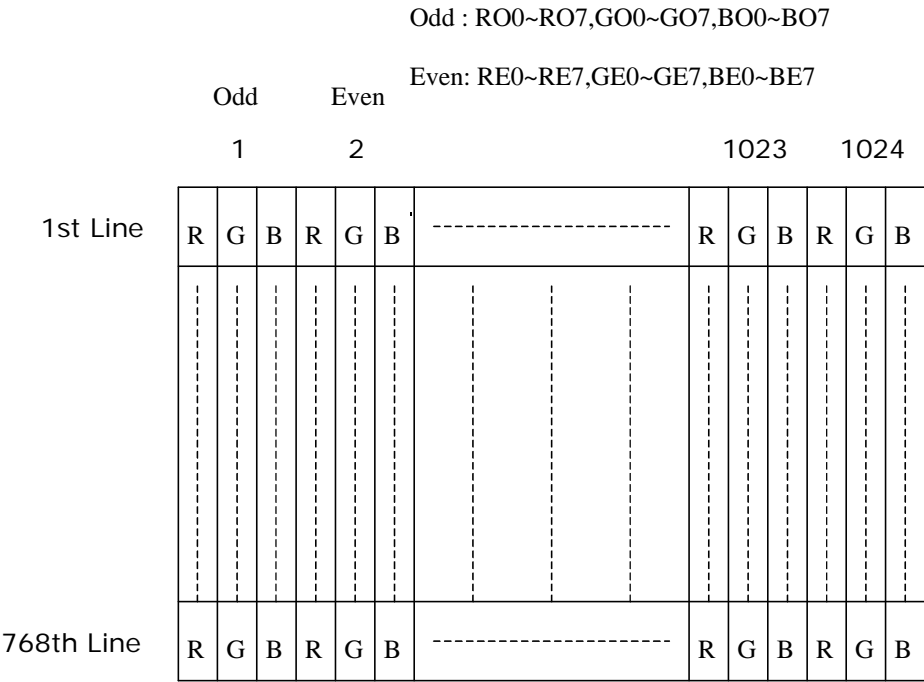 Odd : RO0~RO7,GO0~GO7,BO0~BO7
Even: RE0~RE7,GE0~GE7,BE0~BE7
Odd Even
1 2 1023 1024
1st Line R G B R G B R G B R G B
768th Line R G B R G B R G B R G B